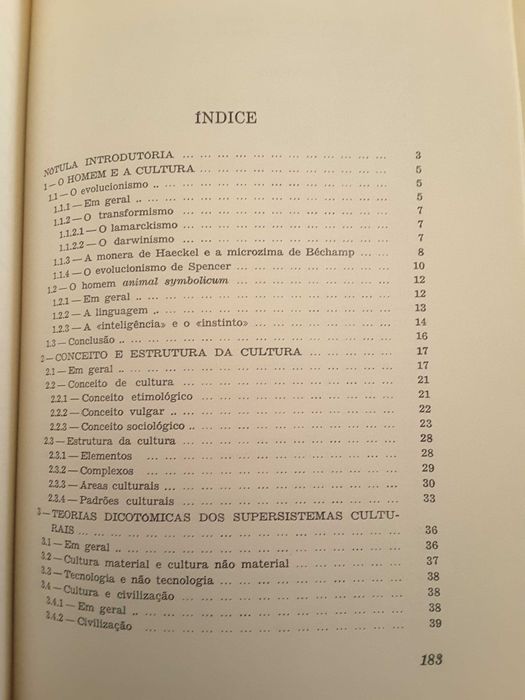 ÍNDICE
NÓTULA INTRODUTÓRIA ... ... ... ... ... ... ... ... ... ... ... ... 3
1 — O HOMEM E A CULTURA ... ... ... ... ... ... ... ... ... ... ... 5
1.1 — O evolucionismo .. ... ... ... ... ... ... ... ... ... ... ... ... 5
1.1.1 — Em geral .. ... ... ... ... ... ... ... ... ... ... ... ... 5
1.1.2 — O transformismo ... ... ... ... ... ... ... ... ... ... ... 7
1.1.2.1 — O lamarckismo ... ... ... ... ... ... ... ... ... ... 7
1.1.2.2 — O darwinismo ... ... ... ... ... ... ... ... ... ... 7
1.1.3 — A monera de Haeckel e a microzima de Béchamp ... ... 8
1.1.4 — O evolucionismo de Spencer ... ... ... ... ... ... ... ... 10
1.2 — O homem animal symbolicum ... ... ... ... ... ... ... ... 12
1.2.1 — Em geral .. ... ... ... ... ... ... ... ... ... ... ... ... 12
1.2.2 — A linguagem .. ... ... ... ... ... ... ... ... ... ... ... 13
1.2.3 — A «inteligência» e o «instinto» ... ... ... ... ... ... ... ... 14
1.3 — Conclusão .. ... ... ... ... ... ... ... ... ... ... ... ... ... 16
2 — CONCEITO E ESTRUTURA DA CULTURA ... ... ... ... ... 17
2.1 — Em geral .. ... ... ... ... ... ... ... ... ... ... ... ... ... 17
2.2 — Conceito de cultura ... ... ... ... ... ... ... ... ... ... ... 21
2.2.1 — Conceito etimológico ... ... ... ... ... ... ... ... ... ... 21
2.2.2 — Conceito vulgar .. ... ... ... ... ... ... ... ... ... ... ... 22
2.2.3 — Conceito sociológico .. ... ... ... ... ... ... ... ... ... ... 23
2.3 — Estrutura da cultura ... ... ... ... ... ... ... ... ... ... ... 28
2.3.1 — Elementos ... ... ... ... ... ... ... ... ... ... ... ... 28
2.3.2 — Complexos ... ... ... ... ... ... ... ... ... ... ... ... 29
2.3.3 — Áreas culturais ... ... ... ... ... ... ... ... ... ... ... ... 30
2.3.4 — Padrões culturais ... ... ... ... ... ... ... ... ... ... ... 33
3 — TEORIAS DICOTÓMICAS DOS SUPERSISTEMAS CULTU-
RAIS ... ... ... ... ... ... ... ... ... ... ... ... ... ... ... ... 36
3.1 — Em geral .. ... ... ... ... ... ... ... ... ... ... ... ... ... 36
3.2 — Cultura material e cultura não material ... ... ... ... ... ... 37
3.3 — Tecnologia e não tecnologia ... ... ... ... ... ... ... ... ... 38
3.4 — Cultura e civilização ... ... ... ... ... ... ... ... ... ... ... 38
3.4.1 — Em geral .. ... ... ... ... ... ... ... ... ... ... ... ... 38
3.4.2 — Civilização ... ... ... ... ... ... ... ... ... ... ... ... 39
183